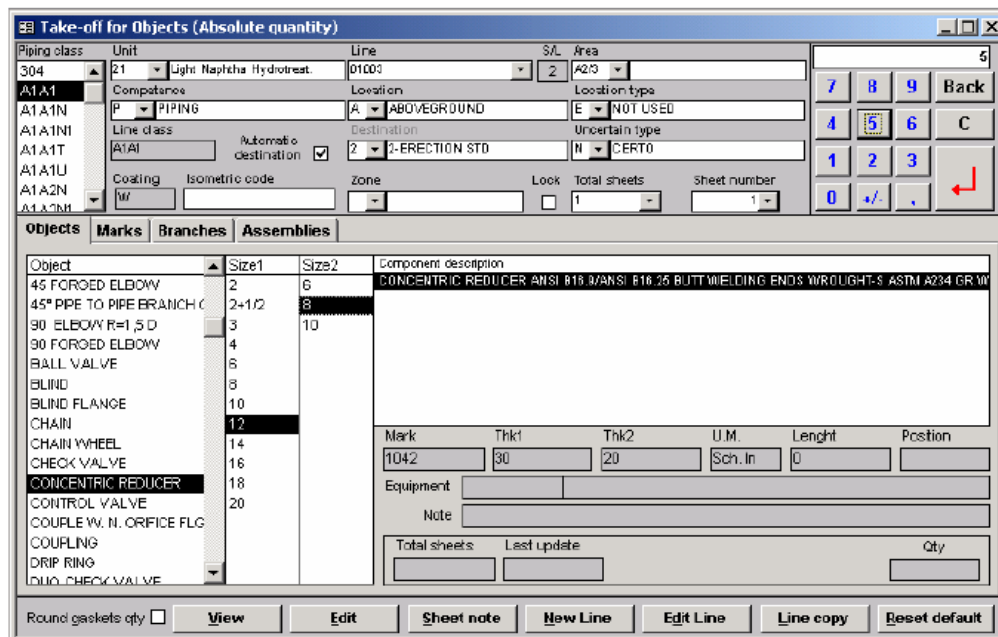 Take-off for Objects (Absolute quantity)
Piping class Unit Line S/L Area
304 21 Light Naphtha Hydrotreat. 01003 2 A2/3 5
A1A1 Competence Location Location type 7 8 9 Back
A1A1N P PIPING A ABOVEGROUND E NOT USED
A1A1N1 Line class Automatic destination Destination Uncertain type 4 5 6 C
A1A1T A1A1 2 2-ERECTION STD N CERTO
A1A1U 1 2 3
A1A2N Coating Isometric code Zone Lock Total sheets Sheet number
W 1 1 0 +/- ,
Objects Marks Branches Assemblies
Object Size1 Size2 Component description
45 FORGED ELBOW 2 6 CONCENTRIC REDUCER ANSI B16.9/ANSI B16.25 BUTT WELDING ENDS WROUGHT-S ASTM A234 GR.W
45° PIPE TO PIPE BRANCH C 2+1/2 8
90 ELBOW R=1,5 D 3 10
90 FORGED ELBOW 4
BALL VALVE 6
BLIND 8
BLIND FLANGE 10
CHAIN 12
CHAIN WHEEL 14
CHECK VALVE 16
CONCENTRIC REDUCER 18
CONTROL VALVE 20
COUPLE W. N. ORIFICE FLG
COUPLING
DRIP RING
DUO CHECK VALVE
Mark Thk1 Thk2 U.M. Lenght Position
1042 30 20 Sch. In 0
Equipment
Note
Total sheets Last update Qty
Round gaskets qty View Edit Sheet note New Line Edit Line Line copy Reset default